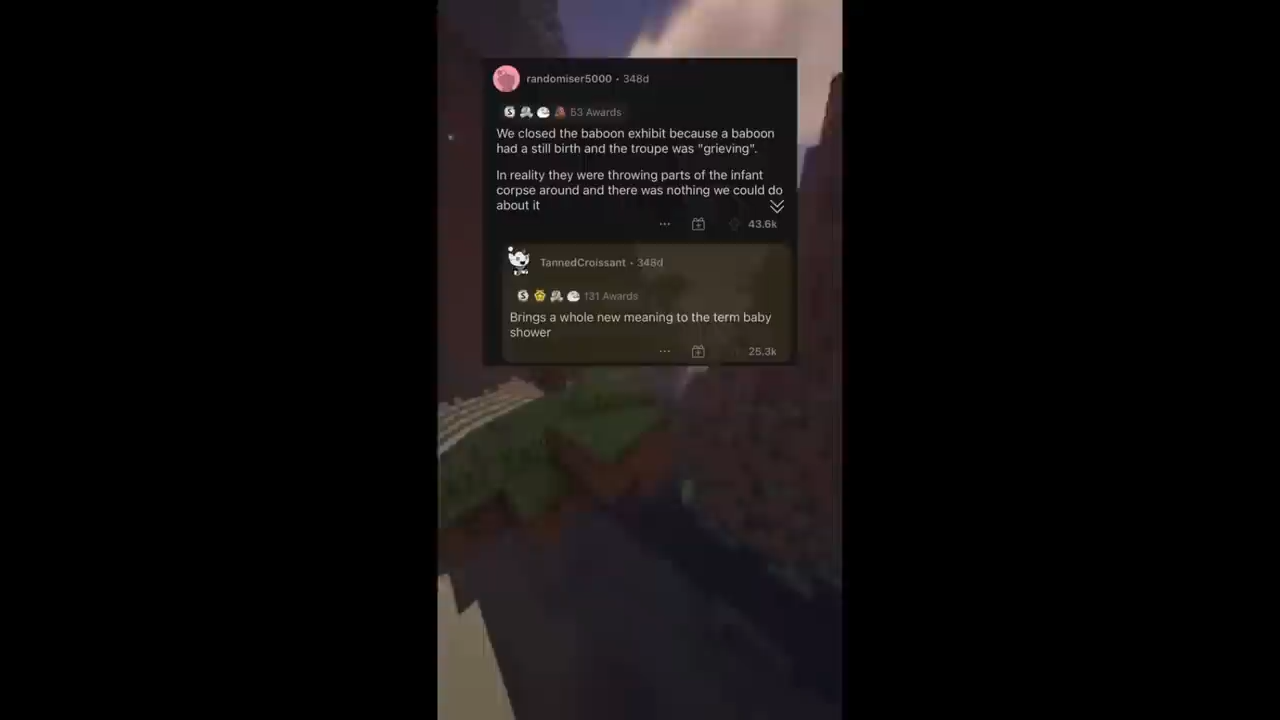 randomiser5000 · 348d
53 Awards
We closed the baboon exhibit because a baboon
had a still birth and the troupe was "grieving".
In reality they were throwing parts of the infant
corpse around and there was nothing we could do
about it
43.6k
TannedCroissant · 348d
131 Awards
Brings a whole new meaning to the term baby
shower
25.3k